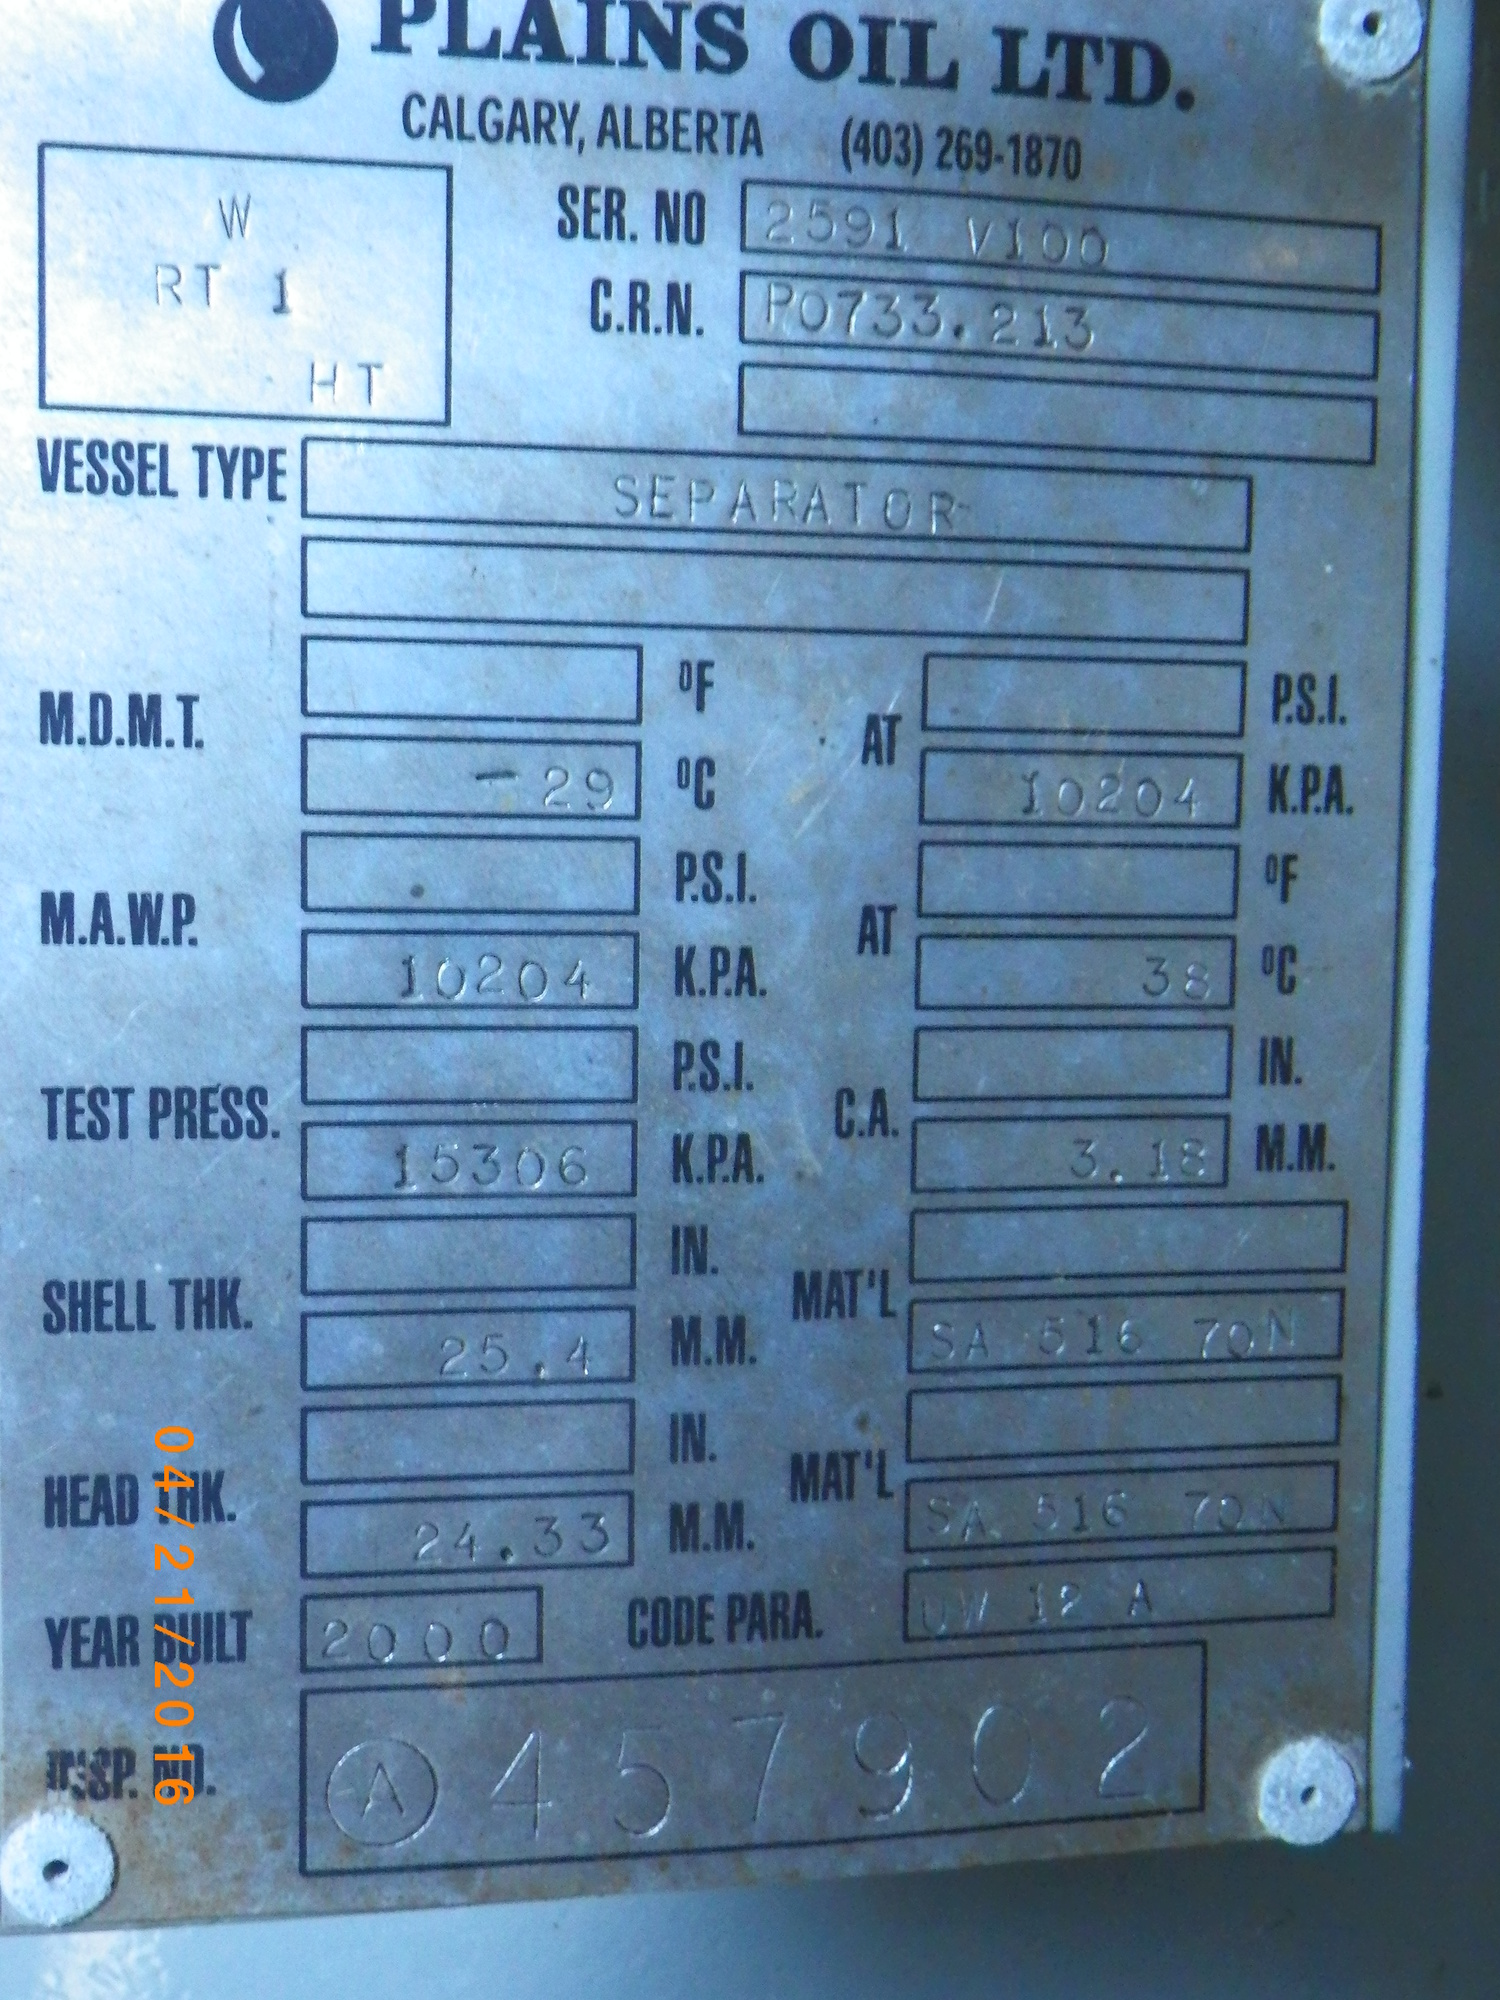 PLAINS OIL LTD.
CALGARY, ALBERTA (403) 269-1870
W
RT 1
HT
SER. NO 2591 V100
C.R.N. P0733.213
VESSEL TYPE SEPARATOR
M.D.M.T. °F AT P.S.I.
-29 °C 10204 K.P.A.
M.A.W.P. P.S.I. AT °F
10204 K.P.A. 38 °C
TEST PRESS. P.S.I. C.A. IN.
15306 K.P.A. 3.18 M.M.
SHELL THK. IN. MAT'L
25.4 M.M. SA 516 70N
HEAD THK. IN. MAT'L
24.33 M.M. SA 516 70N
YEAR BUILT 2000 CODE PARA. UW 12 A
INSP. NO. A 457902
04/21/2016